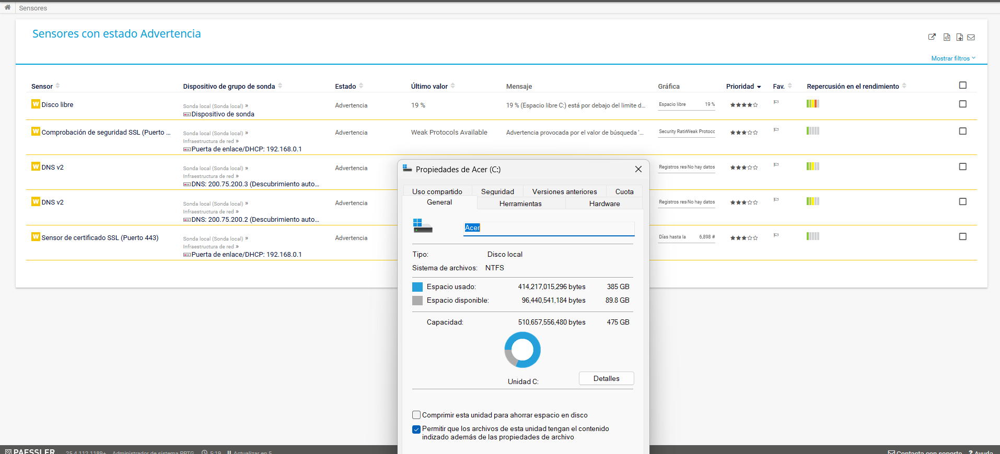 Sensores
Sensores con estado Advertencia
Mostrar filtros
Sensor Dispositivo de grupo de sonda Estado Último valor Mensaje Gráfica Prioridad Fav. Repercusión en el rendimiento
W Disco libre Sonda local (Sonda local) » Advertencia 19 % 19 % (Espacio libre C:) está por debajo del limite d... Espacio libre 19 %
Dispositivo de sonda
W Comprobación de seguridad SSL (Puerto ... Sonda local (Sonda local) » Advertencia Weak Protocols Available Advertencia provocada por el valor de búsqueda '... Security Ratin Weak Protoco
Infraestructura de red »
Puerta de enlace/DHCP: 192.168.0.1
W DNS v2 Sonda local (Sonda local) » Advertencia Registros res No hay datos
Infraestructura de red »
DNS: 200.75.200.3 (Descubrimiento auto...
W DNS v2 Sonda local (Sonda local) » Advertencia Registros res No hay datos
Infraestructura de red »
DNS: 200.75.200.2 (Descubrimiento auto...
W Sensor de certificado SSL (Puerto 443) Sonda local (Sonda local) » Advertencia Días hasta la 6,898 #
Infraestructura de red »
Puerta de enlace/DHCP: 192.168.0.1
Propiedades de Acer (C:)
Uso compartido Seguridad Versiones anteriores Cuota
General Herramientas Hardware
Acer
Tipo: Disco local
Sistema de archivos: NTFS
Espacio usado: 414,217,015,296 bytes 385 GB
Espacio disponible: 96,440,541,184 bytes 89.8 GB
Capacidad: 510,657,556,480 bytes 475 GB
Unidad C: Detalles
Comprimir esta unidad para ahorrar espacio en disco
Permitir que los archivos de esta unidad tengan el contenido
indizado además de las propiedades de archivo
PAESSLER 25.4.112.1189+ Administrador de sistema PRTG 5:19 Actualizar en 5 Contacte con soporte ? Ayuda